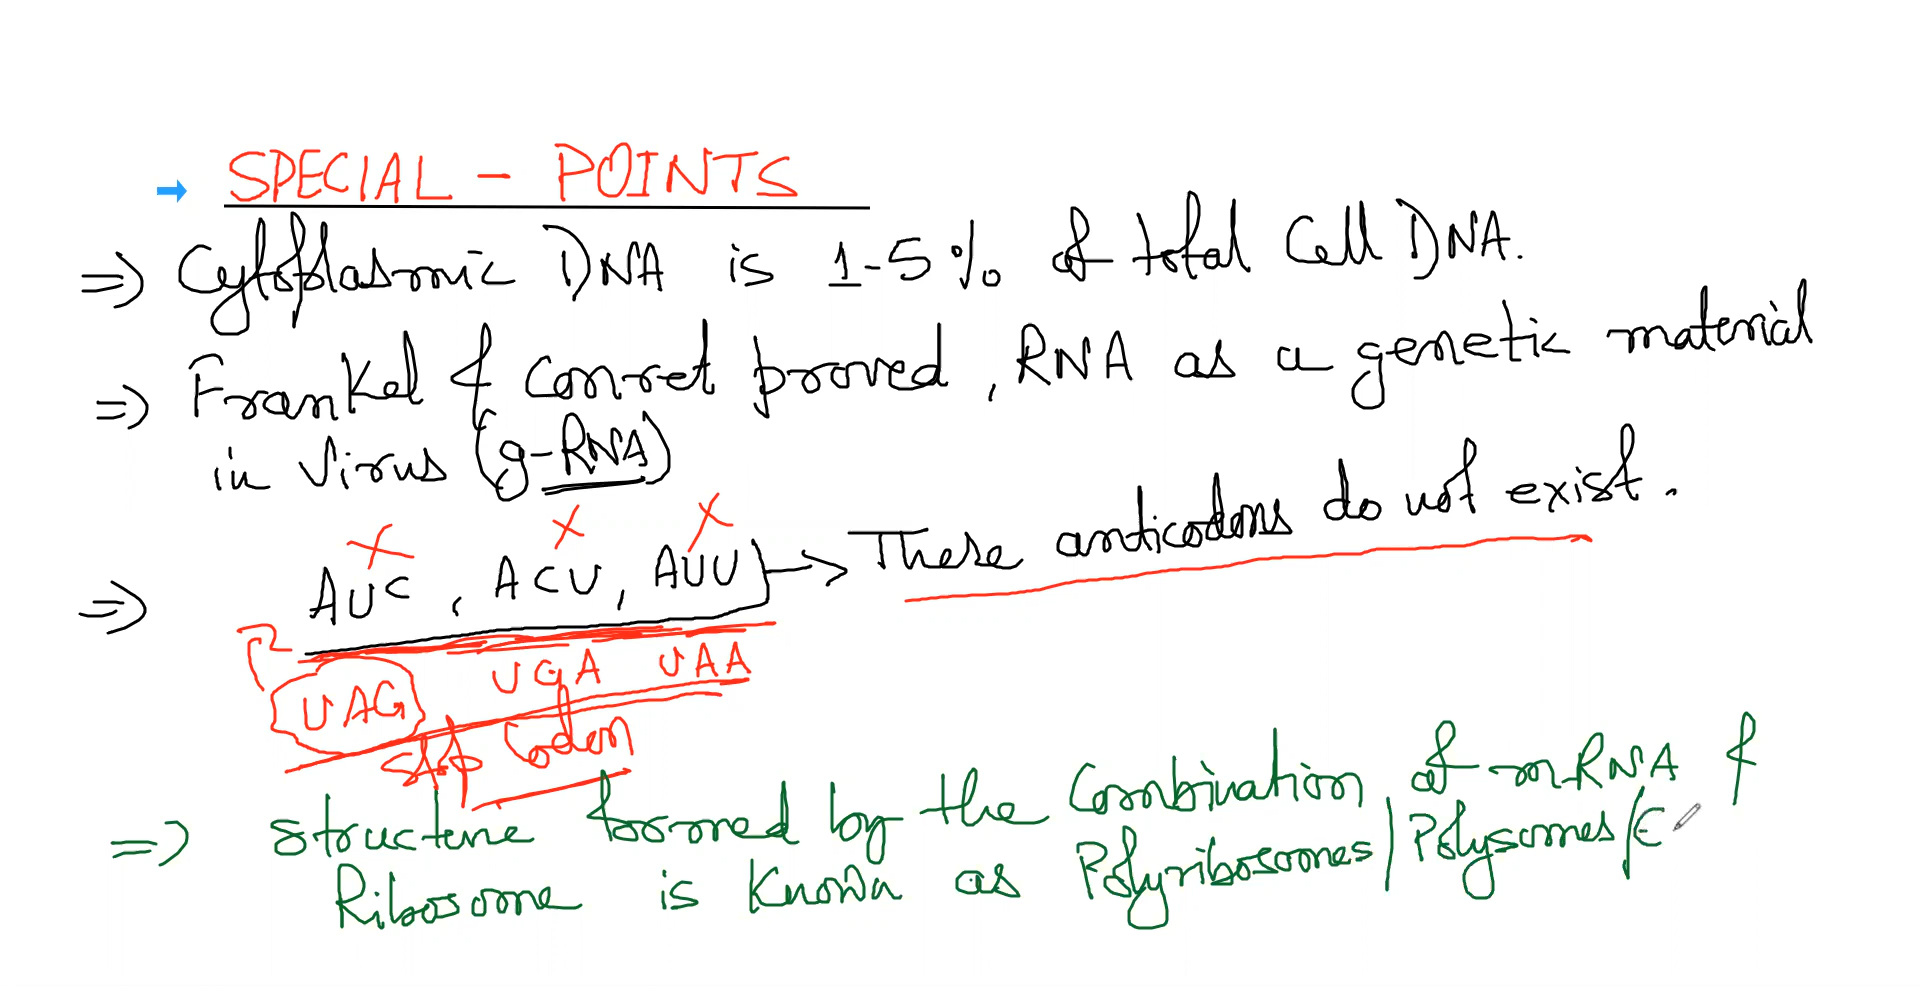 SPECIAL - POINTS
⇒ Cytoplasmic DNA is 1-5% of total Cell DNA.
⇒ Frankel & Conret proved, RNA as a genetic material
in Virus (g-RNA)
⇒ AUC, ACU, AUU → These anticodons do not exist.
UAG UGA UAA
Stop Codon
⇒ structure formed by the Combination of m-RNA &
Ribosome is Known as Polyribosomes/Polysomes/E